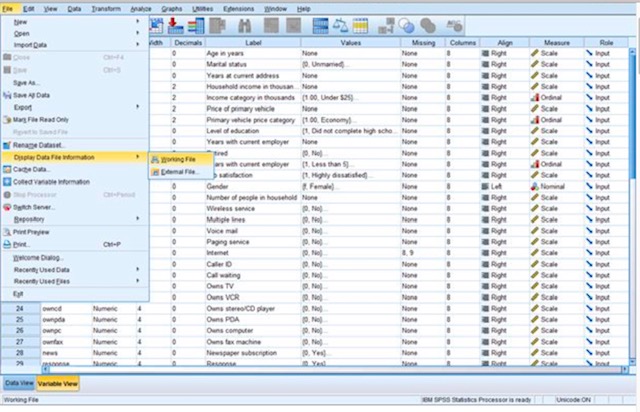 File Edit View Data Transform Analyze Graphs Utilities Extensions Window Help
New
Open
Import Data
Close Ctrl+F4
Save Ctrl+S
Save As...
Save All Data
Export
Mark File Read Only
Revert to Saved File
Rename Dataset...
Display Data File Information
Cache Data...
Collect Variable Information
Stop Processor Ctrl+Period
Switch Server...
Repository
Print Preview
Print... Ctrl+P
Welcome Dialog...
Recently Used Data
Recently Used Files
Exit
Working File
External File...
Width Decimals Label Values Missing Columns Align Measure Role
0 Age in years None None 8 Right Scale Input
0 Marital status {0, Unmarried}... None 8 Right Scale Input
0 Years at current address None None 8 Right Scale Input
2 Household income in thousan... None None 8 Right Scale Input
2 Income category in thousands {1.00, Under $25}... None 8 Right Ordinal Input
2 Price of primary vehicle None None 8 Right Scale Input
2 Primary vehicle price category {1.00, Economy}... None 8 Right Ordinal Input
0 Level of education {1, Did not complete high scho... None 8 Right Input
Years with current employer None None 8 Right Scale Input
Retired {0, No}... None 8 Right Input
Years with current employer {1, Less than 5}... None 8 Right Ordinal Input
satisfaction {1, Highly dissatisfied}... None 8 Right Input
0 Gender {f, Female}... None 8 Left Nominal Input
0 Number of people in household None None 8 Right Scale Input
0 Wireless service {0, No}... None 8 Right Scale Input
0 Multiple lines {0, No}... None 8 Right Scale Input
0 Voice mail {0, No}... None 8 Right Scale Input
0 Paging service {0, No}... None 8 Right Scale Input
0 Internet {0, No}... 8, 9 8 Right Scale Input
0 Caller ID {0, No}... None 8 Right Scale Input
0 Call waiting {0, No}... None 8 Right Scale Input
0 Owns TV {0, No}... None 8 Right Scale Input
0 Owns VCR {0, No}... None 8 Right Scale Input
24 owncd Numeric 4 0 Owns stereo/CD player {0, No}... None 8 Right Scale Input
25 ownpda Numeric 4 0 Owns PDA {0, No}... None 8 Right Scale Input
26 ownpc Numeric 4 0 Owns computer {0, No}... None 8 Right Scale Input
27 ownfax Numeric 4 0 Owns fax machine {0, No}... None 8 Right Scale Input
28 news Numeric 4 0 Newspaper subscription {0, Yes}... None 8 Right Scale Input
29 response Numeric 4 0 Response {0, Yes} None 8 Right Scale Input
Data View Variable View
Working File IBM SPSS Statistics Processor is ready Unicode:ON